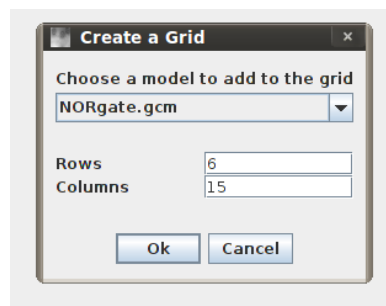 Create a Grid
Choose a model to add to the grid
NORgate.gcm
Rows 6
Columns 15
Ok Cancel